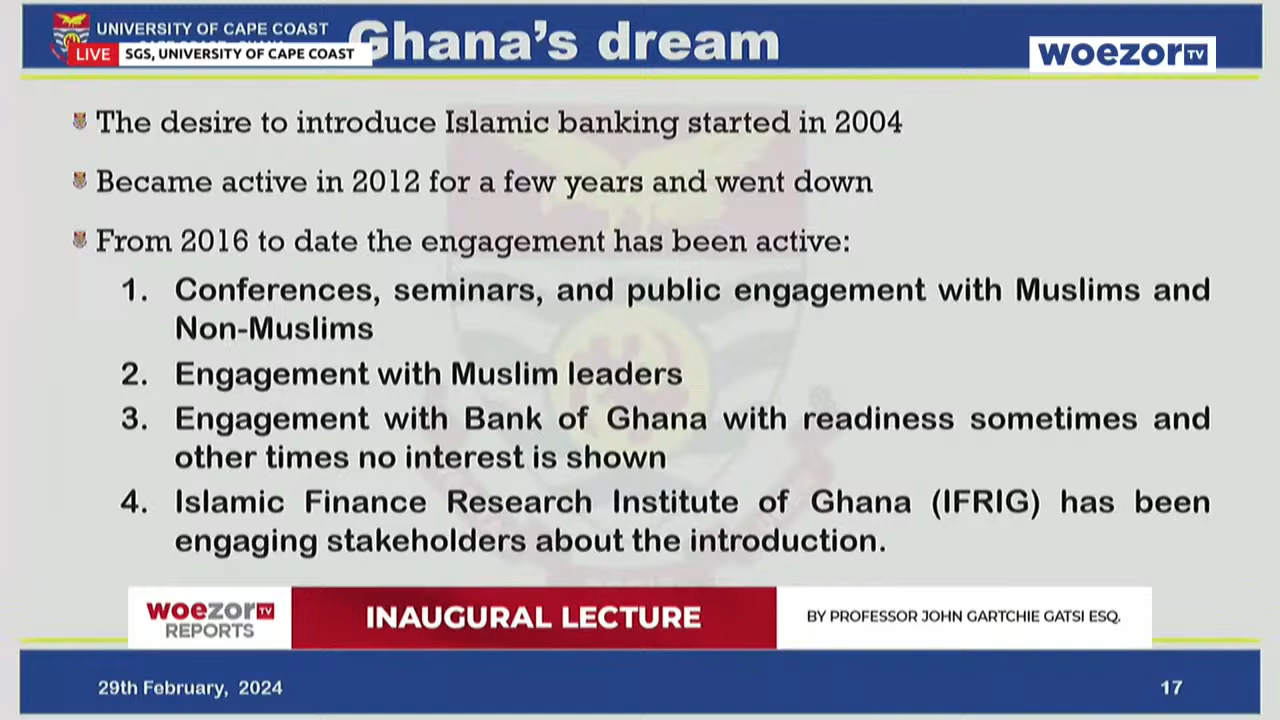 UNIVERSITY OF CAPE COAST
LIVE SGS, UNIVERSITY OF CAPE COAST
Ghana's dream
woezor TV
The desire to introduce Islamic banking started in 2004
Became active in 2012 for a few years and went down
From 2016 to date the engagement has been active:
1. Conferences, seminars, and public engagement with Muslims and
Non-Muslims
2. Engagement with Muslim leaders
3. Engagement with Bank of Ghana with readiness sometimes and
other times no interest is shown
4. Islamic Finance Research Institute of Ghana (IFRIG) has been
engaging stakeholders about the introduction.
woezor TV
REPORTS
INAUGURAL LECTURE
BY PROFESSOR JOHN GARTCHIE GATSI ESQ.
29th February, 2024
17